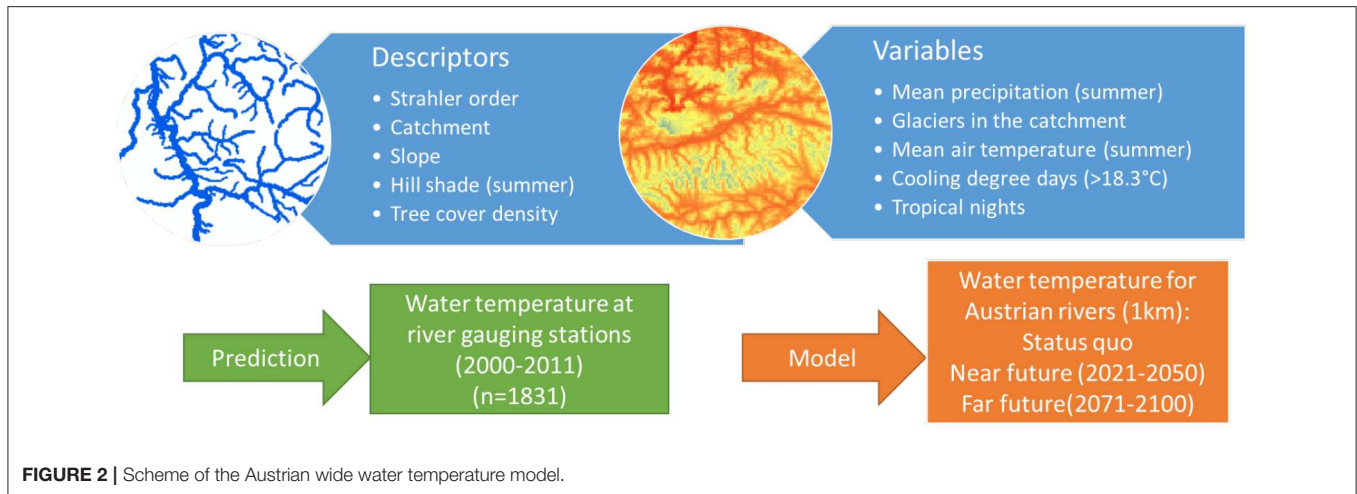 Descriptors
• Strahler order
• Catchment
• Slope
• Hill shade (summer)
• Tree cover density
Variables
• Mean precipitation (summer)
• Glaciers in the catchment
• Mean air temperature (summer)
• Cooling degree days (>18.3°C)
• Tropical nights
Prediction
Water temperature at
river gauging stations
(2000-2011)
(n=1831)
Model
Water temperature for
Austrian rivers (1km):
Status quo
Near future (2021-2050)
Far future(2071-2100)
FIGURE 2 | Scheme of the Austrian wide water temperature model.